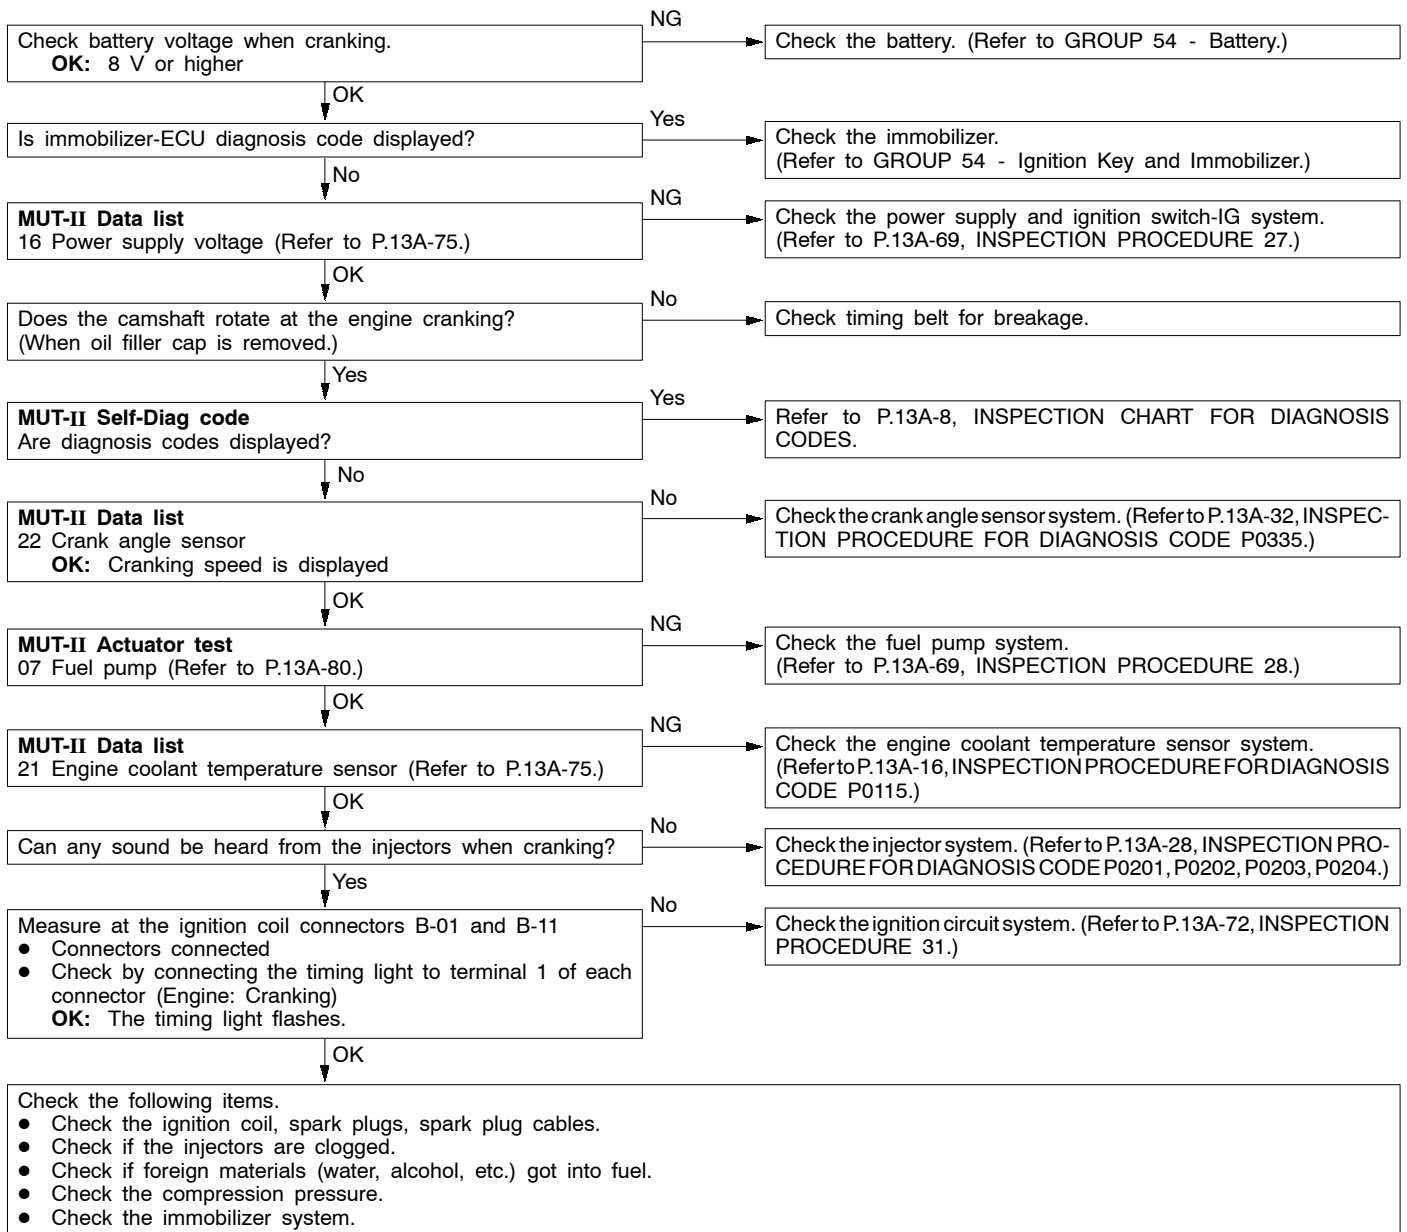 NG
Check battery voltage when cranking.
OK: 8 V or higher
Check the battery. (Refer to GROUP 54 - Battery.)
OK
Is immobilizer-ECU diagnosis code displayed?
Yes
Check the immobilizer.
(Refer to GROUP 54 - Ignition Key and Immobilizer.)
No
MUT-II Data list
16 Power supply voltage (Refer to P.13A-75.)
NG
Check the power supply and ignition switch-IG system.
(Refer to P.13A-69, INSPECTION PROCEDURE 27.)
OK
Does the camshaft rotate at the engine cranking?
(When oil filler cap is removed.)
No
Check timing belt for breakage.
Yes
MUT-II Self-Diag code
Are diagnosis codes displayed?
Yes
Refer to P.13A-8, INSPECTION CHART FOR DIAGNOSIS
CODES.
No
MUT-II Data list
22 Crank angle sensor
OK: Cranking speed is displayed
No
Check the crank angle sensor system. (Refer to P.13A-32, INSPEC-
TION PROCEDURE FOR DIAGNOSIS CODE P0335.)
OK
MUT-II Actuator test
07 Fuel pump (Refer to P.13A-80.)
NG
Check the fuel pump system.
(Refer to P.13A-69, INSPECTION PROCEDURE 28.)
OK
MUT-II Data list
21 Engine coolant temperature sensor (Refer to P.13A-75.)
NG
Check the engine coolant temperature sensor system.
(Refer to P.13A-16, INSPECTION PROCEDURE FOR DIAGNOSIS
CODE P0115.)
OK
Can any sound be heard from the injectors when cranking?
No
Check the injector system. (Refer to P.13A-28, INSPECTION PRO-
CEDURE FOR DIAGNOSIS CODE P0201, P0202, P0203, P0204.)
Yes
Measure at the ignition coil connectors B-01 and B-11
● Connectors connected
● Check by connecting the timing light to terminal 1 of each
connector (Engine: Cranking)
OK: The timing light flashes.
No
Check the ignition circuit system. (Refer to P.13A-72, INSPECTION
PROCEDURE 31.)
OK
Check the following items.
● Check the ignition coil, spark plugs, spark plug cables.
● Check if the injectors are clogged.
● Check if foreign materials (water, alcohol, etc.) got into fuel.
● Check the compression pressure.
● Check the immobilizer system.